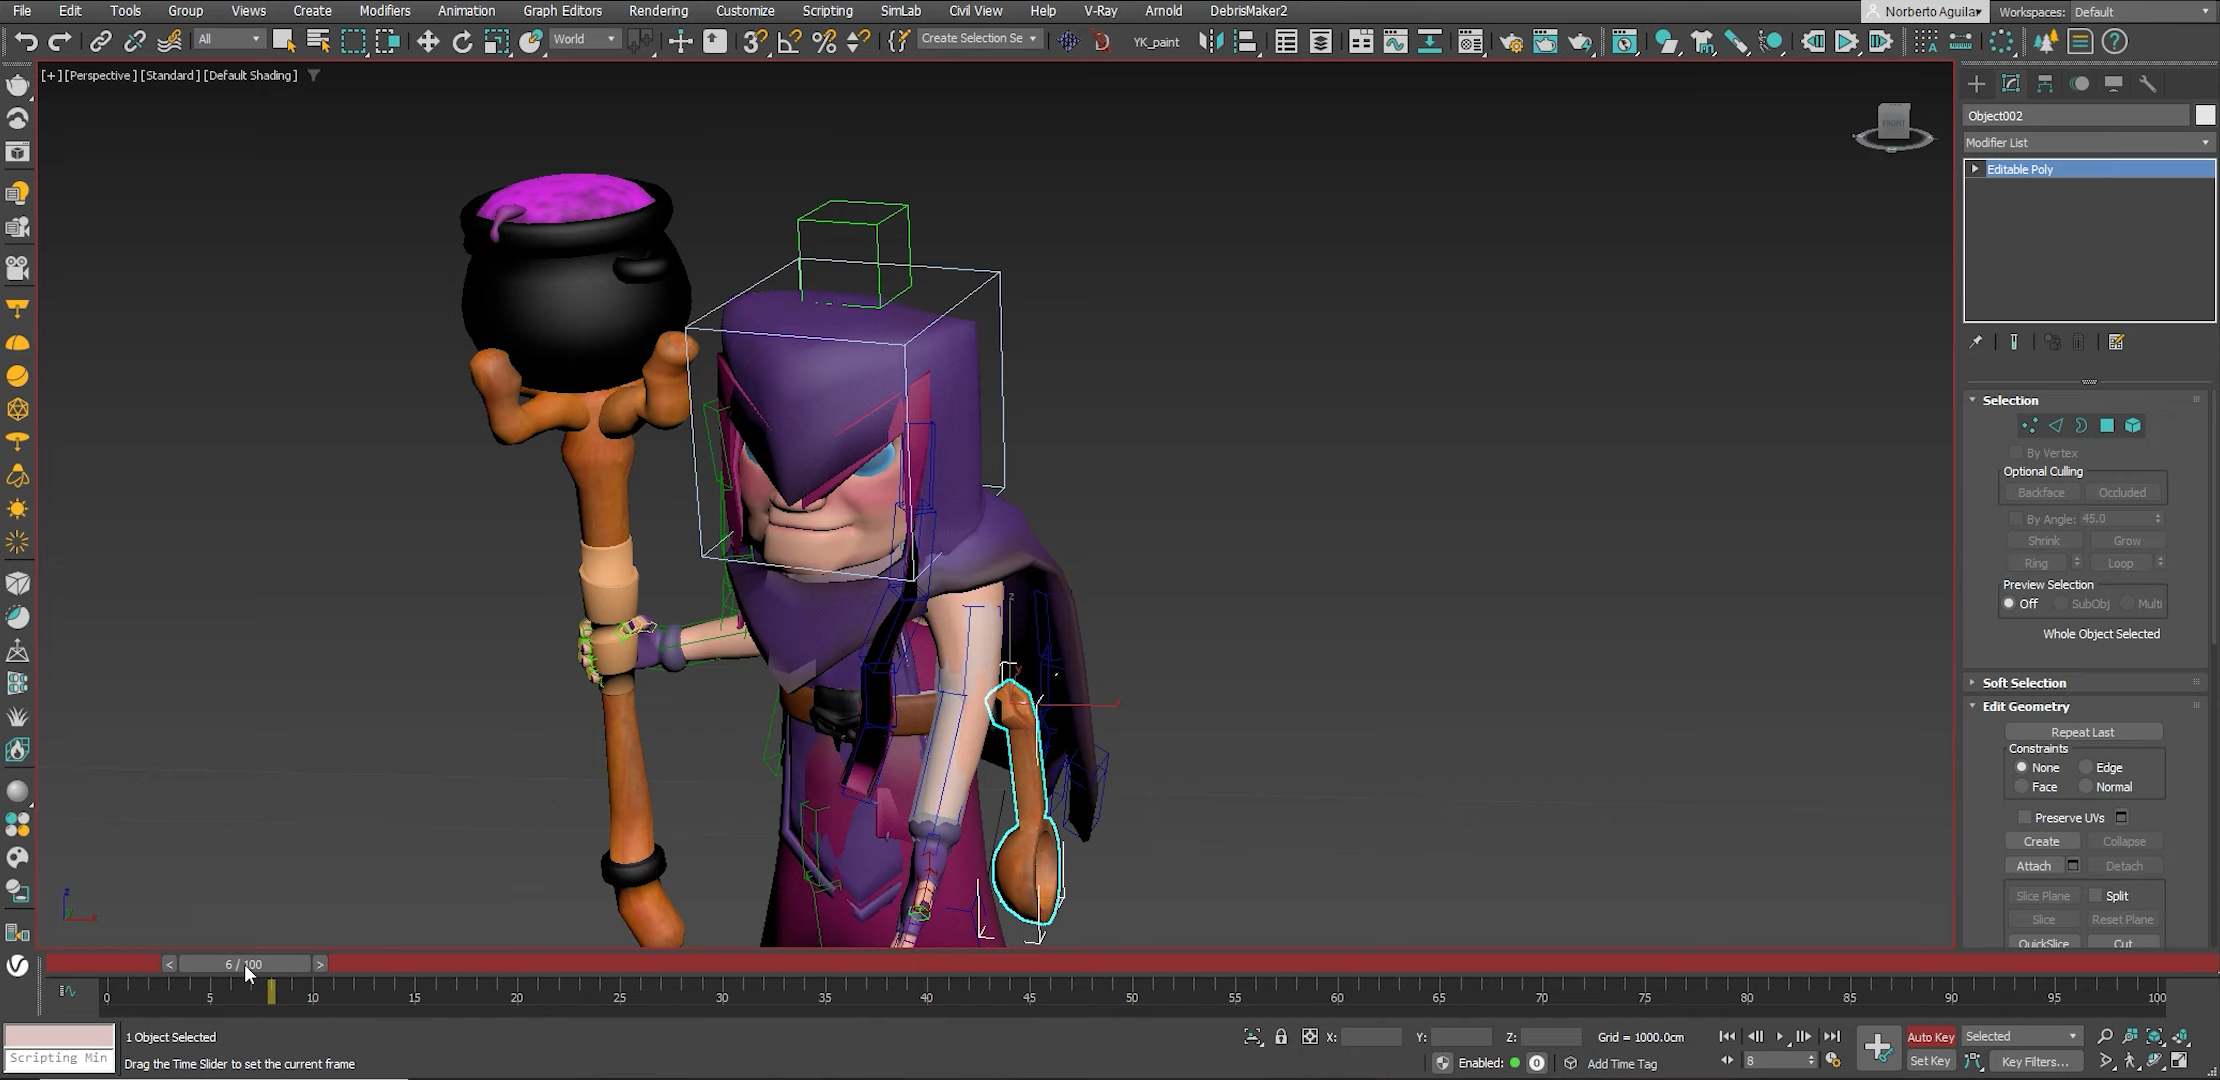 File Edit Tools Group Views Create Modifiers Animation Graph Editors Rendering Customize Scripting SimLab Civil View Help V-Ray Arnold DebrisMaker2 Norberto Aguilar Workspaces: Default
All World Create Selection Se YK_paint
[+] [Perspective] [Standard] [Default Shading]
FRONT
Object002
Modifier List
Editable Poly
Selection
By Vertex
Optional Culling
Backface Occluded
By Angle: 45.0
Shrink Grow
Ring Loop
Preview Selection
Off SubObj Multi
Whole Object Selected
Soft Selection
Edit Geometry
Repeat Last
Constraints
None Edge
Face Normal
Preserve UVs
Create Collapse
Attach Detach
Slice Plane Split
Slice Reset Plane
QuickSlice Cut
z
x
< 6 / 100 >
0 5 10 15 20 25 30 35 40 45 50 55 60 65 70 75 80 85 90 95 100
1 Object Selected X: Y: Z: Grid = 1000.0cm Auto Key Selected
Scripting Min Drag the Time Slider to set the current frame Enabled: 0 Add Time Tag 8 Set Key Key Filters...